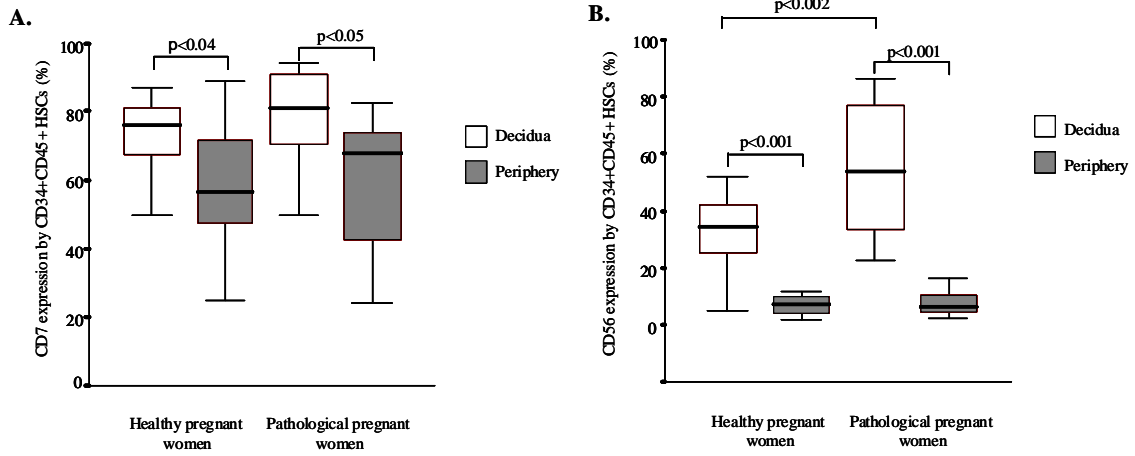 A.
CD7 expression by CD34+CD45+ HSCs (%)
100
80
60
40
20
0
p<0.04
p<0.05
Decidua
Periphery
Healthy pregnant
women
Pathological pregnant
women
B.
CD56 expression by CD34+CD45+ HSCs (%)
100
80
60
40
20
0
p<0.002
p<0.001
p<0.001
Decidua
Periphery
Healthy pregnant
women
Pathological pregnant
women